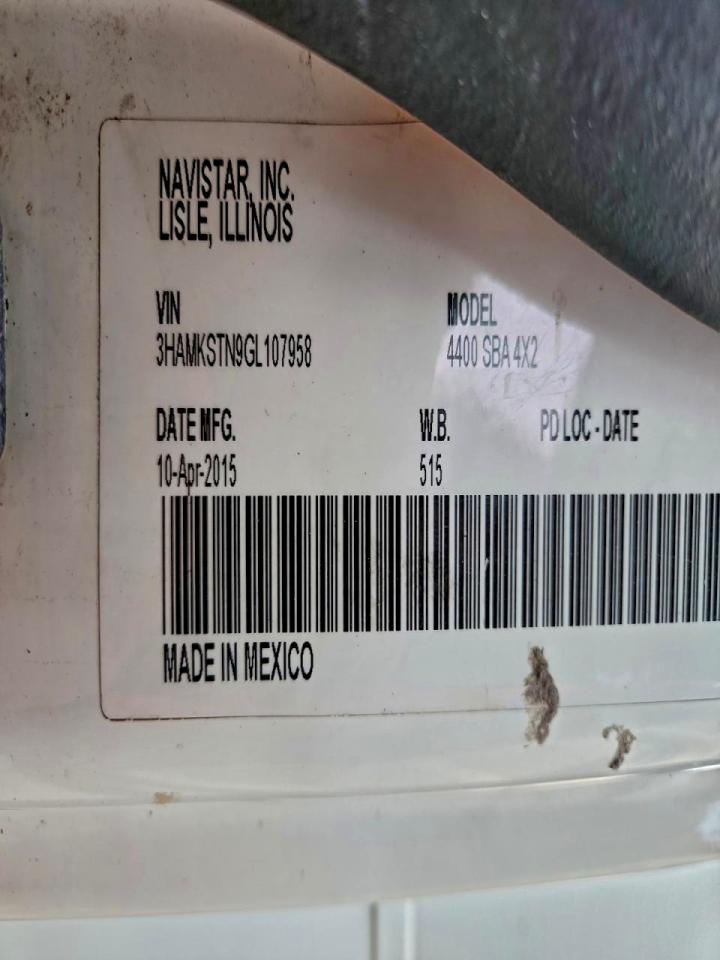 NAVISTAR, INC.
LISLE, ILLINOIS
VIN MODEL
3HAMKSTN9GL107958 4400 SBA 4X2
DATE MFG. W.B. PD LOC - DATE
10-Apr-2015 515
MADE IN MEXICO